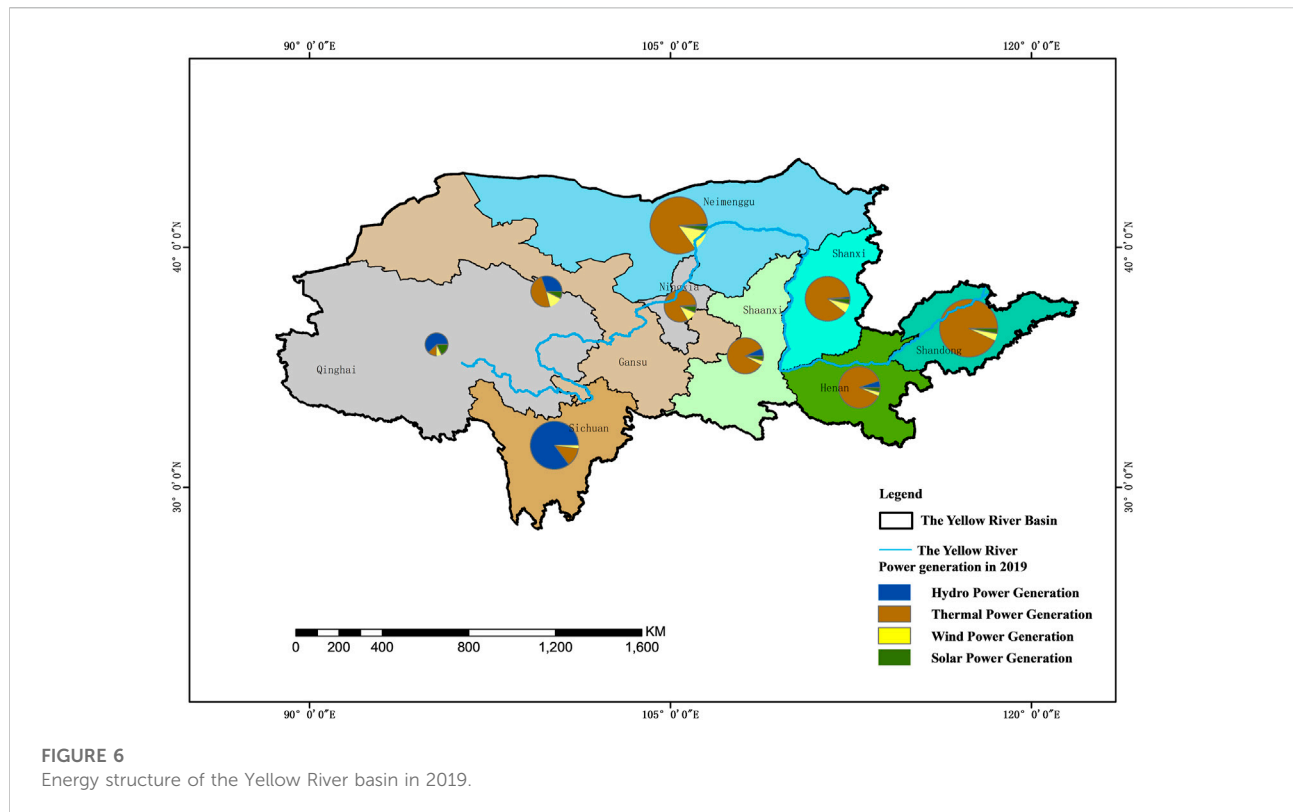 90° 0'0"E
105° 0'0"E
120° 0'0"E
40° 0'0"N
40° 0'0"N
30° 0'0"N
30° 0'0"N
Neimenggu
Shanxi
Ningxia
Shaanxi
Shandong
Gansu
Qinghai
Henan
Sichuan
Legend
The Yellow River Basin
The Yellow River
Power generation in 2019
Hydro Power Generation
Thermal Power Generation
Wind Power Generation
Solar Power Generation
KM
0 200 400 800 1,200 1,600
90° 0'0"E
105° 0'0"E
120° 0'0"E
FIGURE 6
Energy structure of the Yellow River basin in 2019.